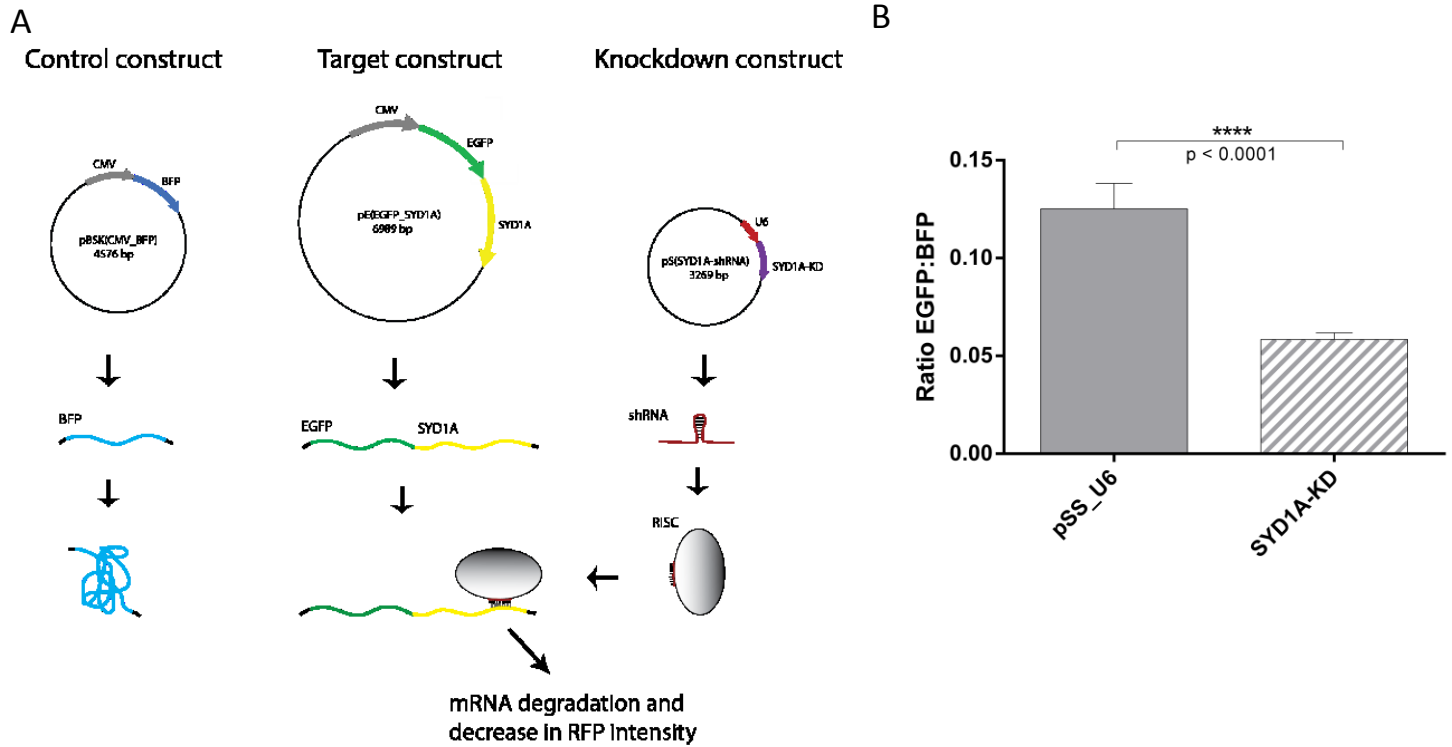 A
Control construct
Target construct
Knockdown construct
CMV
BFP
pBSK(CMV_BFP)
4576 bp
CMV
EGFP
SYD1A
pE(EGFP_SYD1A)
6989 bp
U6
SYD1A-KD
pS(SYD1A-shRNA)
3269 bp
BFP
EGFP
SYD1A
shRNA
RISC
mRNA degradation and
decrease in RFP intensity
B
****
p < 0.0001
Ratio EGFP:BFP
0.15
0.10
0.05
0.00
pSS_U6
SYD1A-KD